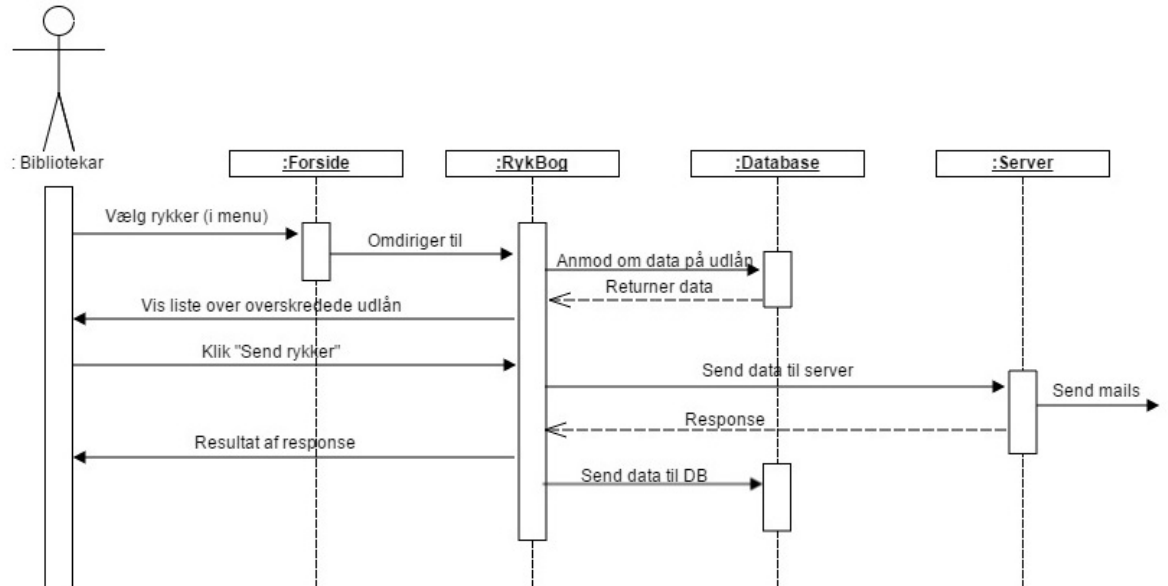 : Bibliotekar
:Forside
:RykBog
:Database
:Server
Vælg rykker (i menu)
Omdiriger til
Anmod om data på udlån
Returner data
Vis liste over overskredede udlån
Klik "Send rykker"
Send data til server
Send mails
Response
Resultat af response
Send data til DB